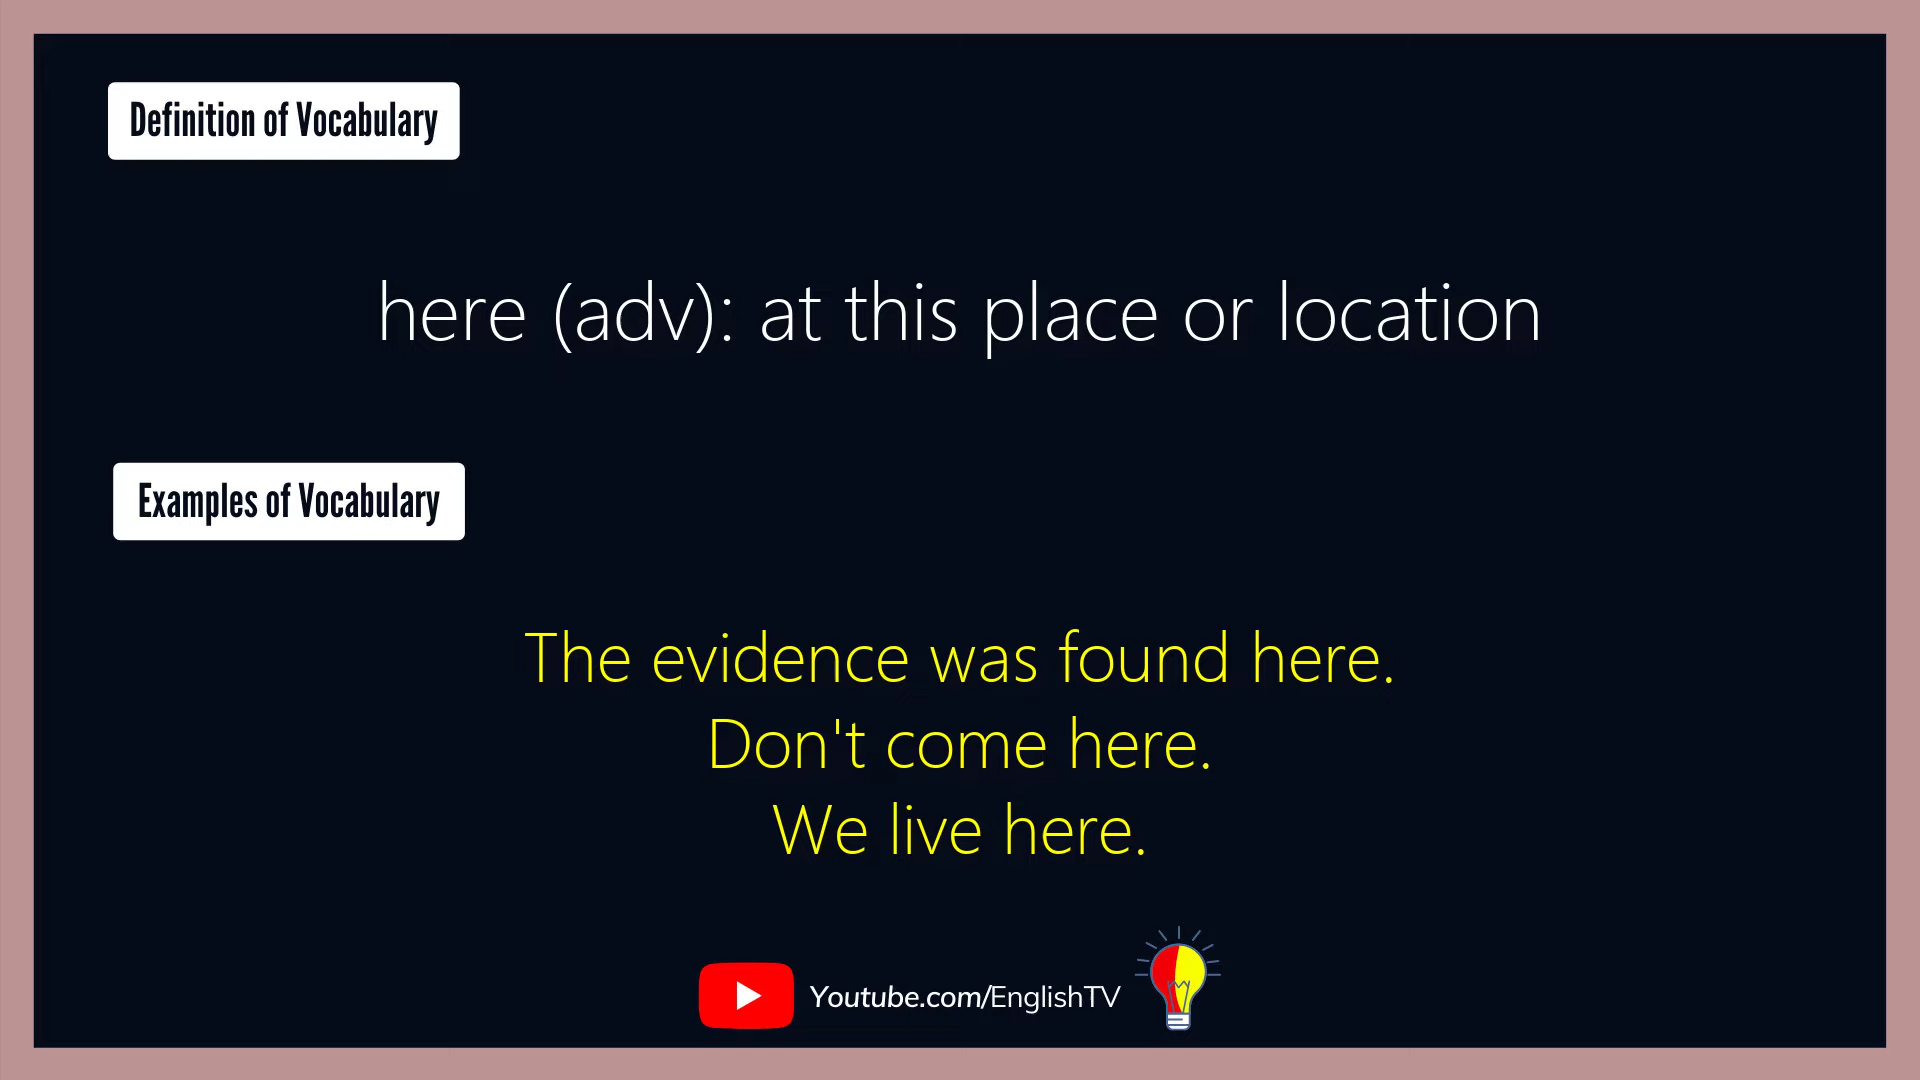 Definition of Vocabulary
here (adv): at this place or location
Examples of Vocabulary
The evidence was found here.
Don't come here.
We live here.
Youtube.com/EnglishTV